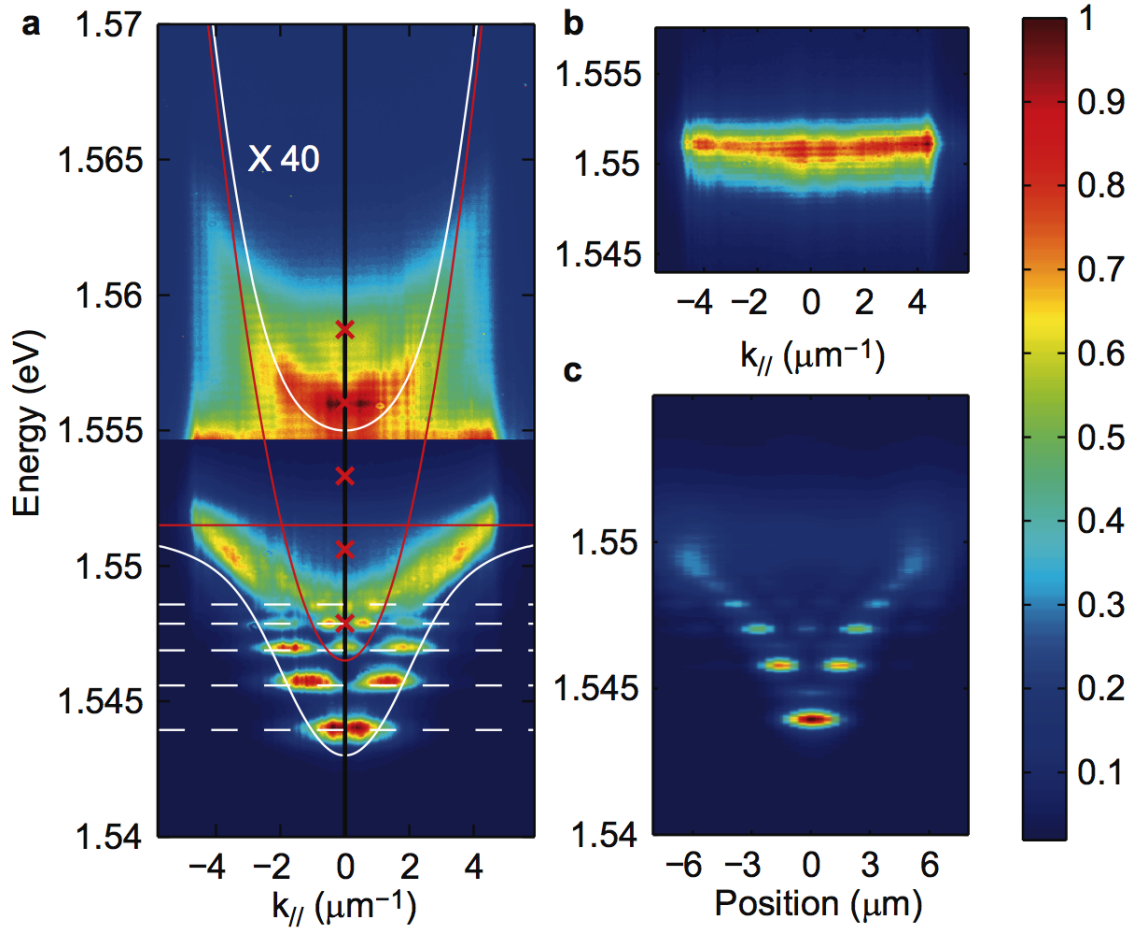 a
1.57
1.565
1.56
1.555
1.55
1.545
1.54
Energy (eV)
X 40
−4 −2 0 2 4
k// (μm−1)
b
1.555
1.55
1.545
−4 −2 0 2 4
k// (μm−1)
c
1.55
1.545
1.54
−6 −3 0 3 6
Position (μm)
1
0.9
0.8
0.7
0.6
0.5
0.4
0.3
0.2
0.1